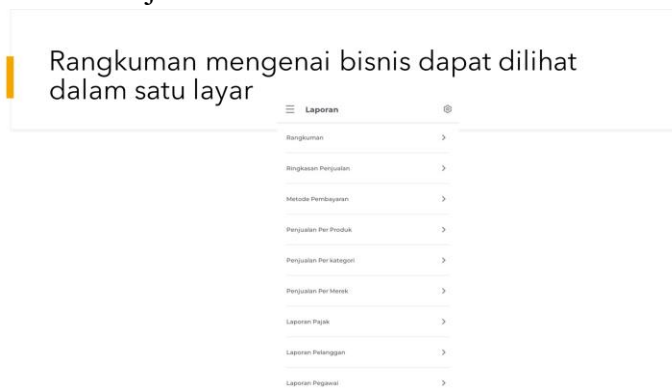 Rangkuman mengenai bisnis dapat dilihat
dalam satu layar
Laporan
Rangkuman
Ringkasan Penjualan
Metode Pembayaran
Penjualan Per Produk
Penjualan Per kategori
Penjualan Per Merek
Laporan Pajak
Laporan Pelanggan
Laporan Pegawai